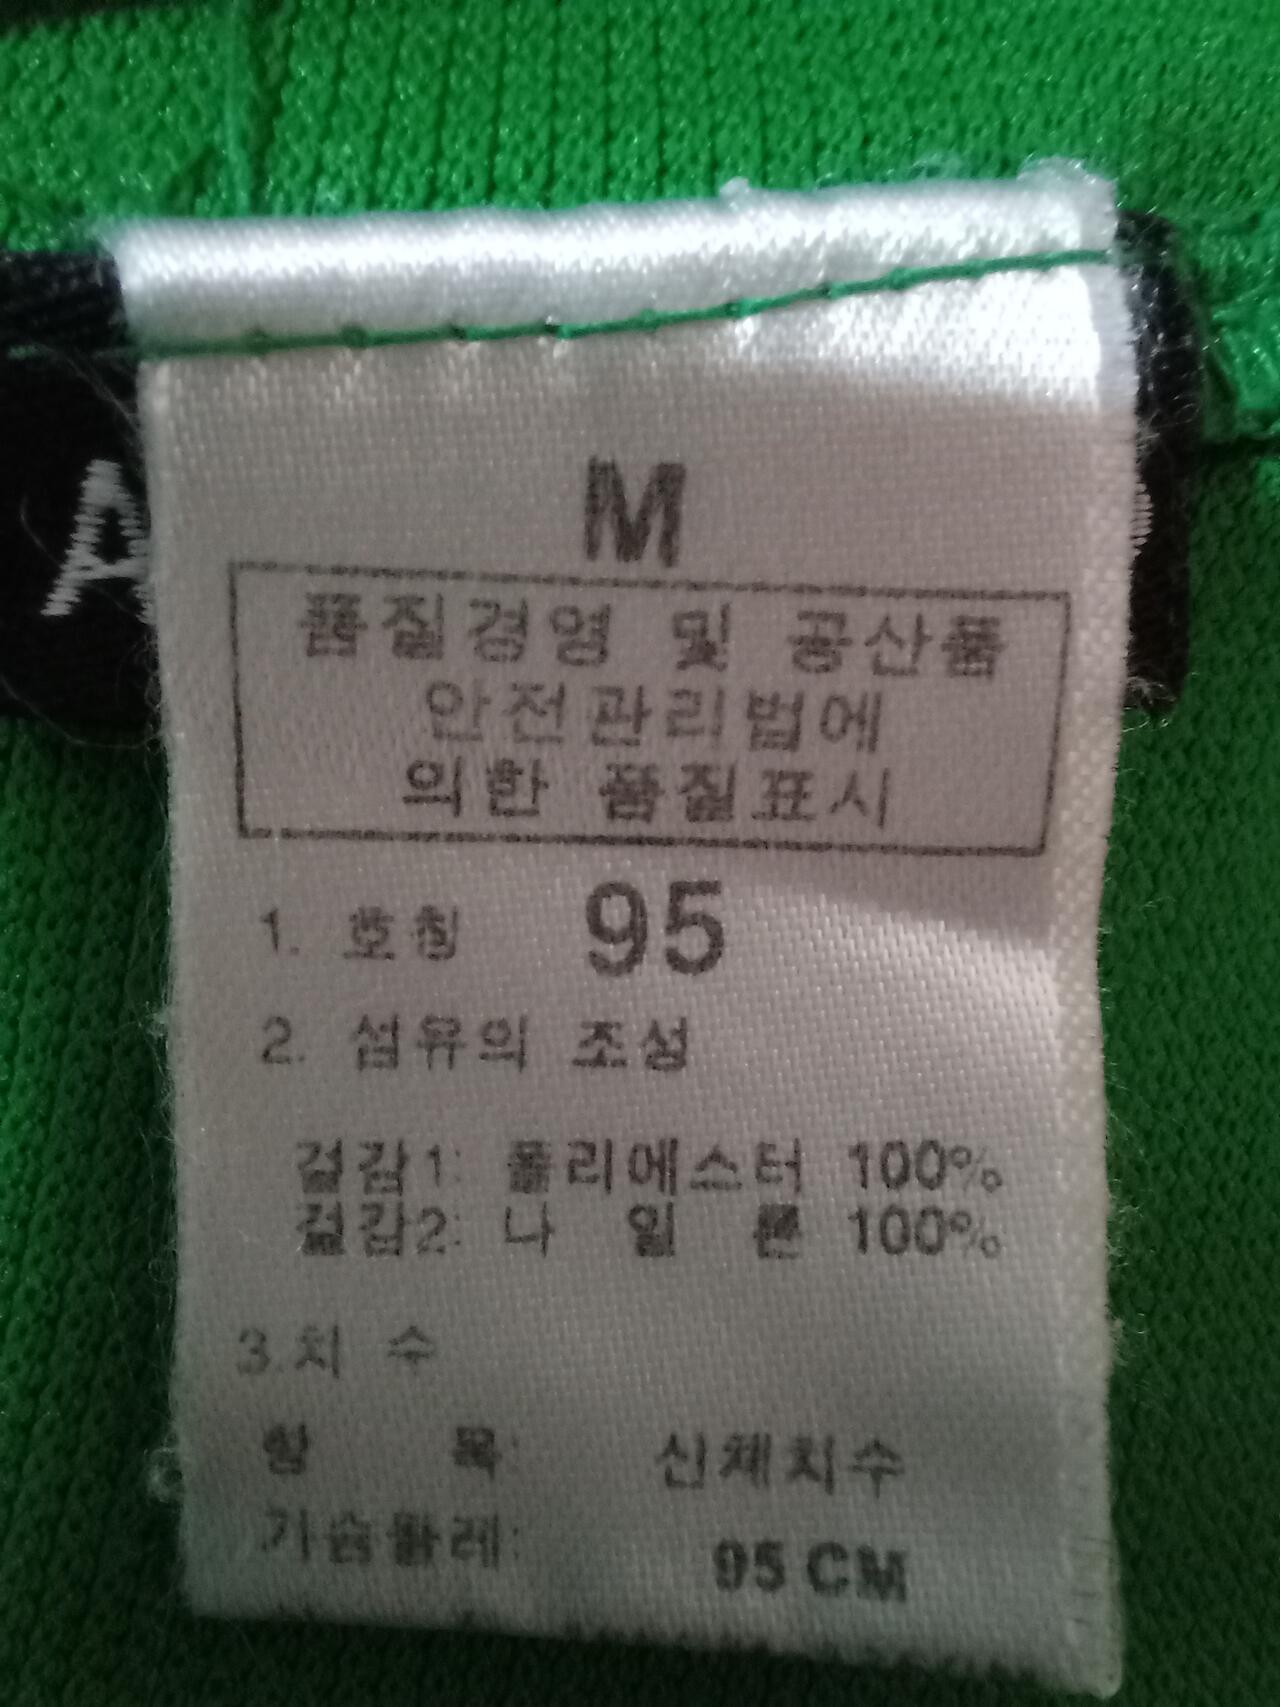 A
M
품질경영 및 공산품
안전관리법에
의한 품질표시
1. 호칭 95
2. 섬유의 조성
겉감1: 폴리에스터 100%
겉감2: 나 일 론 100%
3.치 수
항 목: 신체치수
가슴둘레: 95 CM